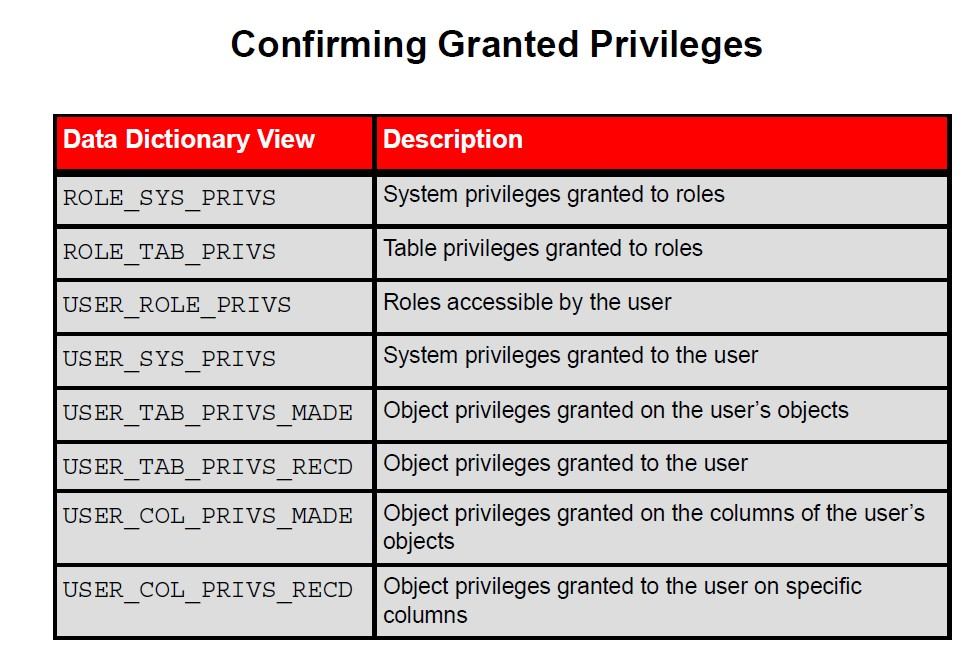 Confirming Granted Privileges
Data Dictionary View Description
ROLE_SYS_PRIVS System privileges granted to roles
ROLE_TAB_PRIVS Table privileges granted to roles
USER_ROLE_PRIVS Roles accessible by the user
USER_SYS_PRIVS System privileges granted to the user
USER_TAB_PRIVS_MADE Object privileges granted on the user’s objects
USER_TAB_PRIVS_RECD Object privileges granted to the user
USER_COL_PRIVS_MADE Object privileges granted on the columns of the user’s
objects
USER_COL_PRIVS_RECD Object privileges granted to the user on specific
columns